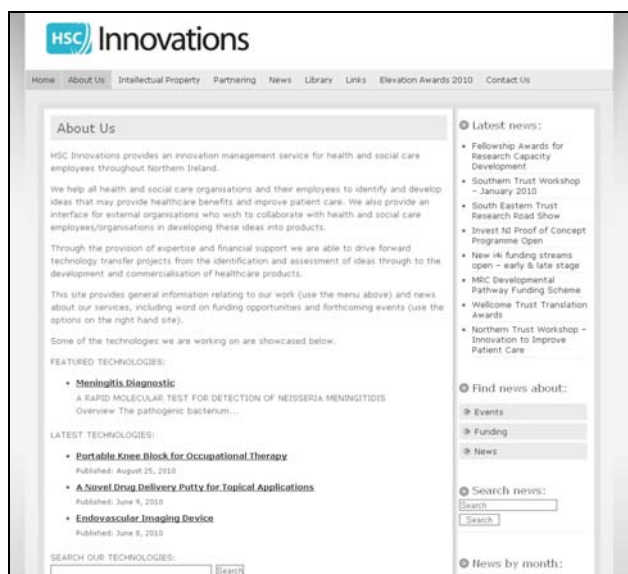 HSC Innovations
Home About Us Intellectual Property Partnering News Library Links Elevation Awards 2010 Contact Us
About Us
HSC Innovations provides an innovation management service for health and social care
employees throughout Northern Ireland.
We help all health and social care organisations and their employees to identify and develop
ideas that may provide healthcare benefits and improve patient care. We also provide an
interface for external organisations who wish to collaborate with health and social care
employees/organisations in developing these ideas into products.
Through the provision of expertise and financial support we are able to drive forward
technology transfer projects from the identification and assessment of ideas through to the
development and commercialisation of healthcare products.
This site provides general information relating to our work (use the menu above) and news
about our services, including word on funding opportunities and forthcoming events (use the
options on the right hand site).
Some of the technologies we are working on are showcased below.
FEATURED TECHNOLOGIES:
Meningitis Diagnostic
A RAPID MOLECULAR TEST FOR DETECTION OF NEISSERIA MENINGITIDIS
Overview The pathogenic bacterium...
LATEST TECHNOLOGIES:
Portable Knee Block for Occupational Therapy
Published: August 25, 2010
A Novel Drug Delivery Putty for Topical Applications
Published: June 9, 2010
Endovascular Imaging Device
Published: June 8, 2010
SEARCH OUR TECHNOLOGIES:
Search
Latest news:
Fellowship Awards for
Research Capacity
Development
Southern Trust Workshop
– January 2010
South Eastern Trust
Research Road Show
Invest NI Proof of Concept
Programme Open
New i4i funding streams
open – early & late stage
MRC Developmental
Pathway Funding Scheme
Wellcome Trust Translation
Awards
Northern Trust Workshop –
Innovation to Improve
Patient Care
Find news about:
Events
Funding
News
Search news:
Search
Search
News by month: